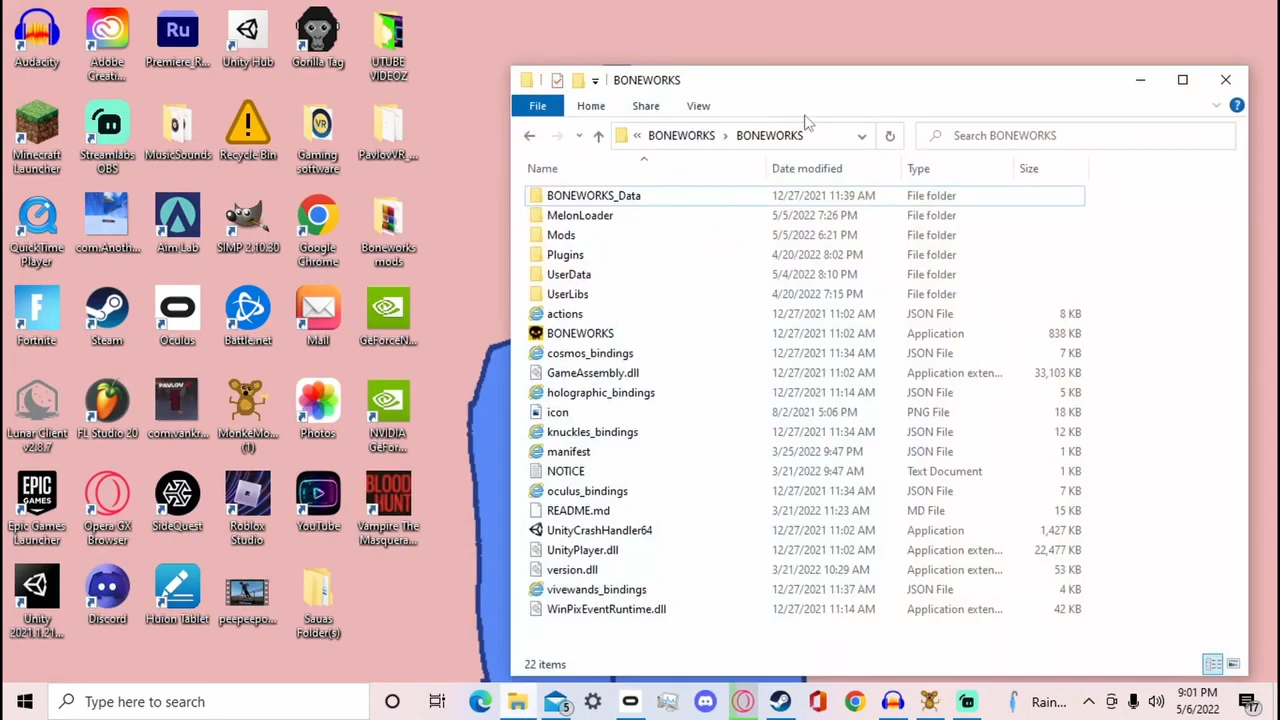 Audacity
Adobe
Creati...
Ru
Premiere_R...
Unity Hub
Gorilla Tag
UTUBE
VIDEOZ
Minecraft
Launcher
Streamlabs
OBS
MusicSounds
Recycle Bin
VR
Gaming
software
PavlovVR_...
QuickTime
Player
com.Anoth...
Aim Lab
SIMP 2.10.30
Google
Chrome
Boneworks
mods
Fortnite
Steam
Oculus
Battle.net
Mail
GeForceN...
Lunar Client
v2.8.7
FL Studio 20
PAVLOV
com.vankr...
MonkeMo...
(1)
Photos
NVIDIA
GeFor...
EPIC
GAMES
Epic Games
Launcher
Opera GX
Browser
SideQuest
Roblox
Studio
YouTube
BLOOD
HUNT
Vampire The
Masquera...
Unity
2021.1.21...
Discord
Huion Tablet
peepeepo...
Sauas
Folder(s)
BONEWORKS
File Home Share View
« BONEWORKS › BONEWORKS
Search BONEWORKS
Name Date modified Type Size
BONEWORKS_Data 12/27/2021 11:39 AM File folder
MelonLoader 5/5/2022 7:26 PM File folder
Mods 5/5/2022 6:21 PM File folder
Plugins 4/20/2022 8:02 PM File folder
UserData 5/4/2022 8:10 PM File folder
UserLibs 4/20/2022 7:15 PM File folder
actions 12/27/2021 11:02 AM JSON File 8 KB
BONEWORKS 12/27/2021 11:02 AM Application 838 KB
cosmos_bindings 12/27/2021 11:34 AM JSON File 7 KB
GameAssembly.dll 12/27/2021 11:02 AM Application exten... 33,103 KB
holographic_bindings 12/27/2021 11:14 AM JSON File 5 KB
icon 8/2/2021 5:06 PM PNG File 18 KB
knuckles_bindings 12/27/2021 11:34 AM JSON File 12 KB
manifest 3/25/2022 9:47 PM JSON File 1 KB
NOTICE 3/21/2022 9:47 AM Text Document 1 KB
oculus_bindings 12/27/2021 11:34 AM JSON File 7 KB
README.md 3/21/2022 11:23 AM MD File 15 KB
UnityCrashHandler64 12/27/2021 11:02 AM Application 1,427 KB
UnityPlayer.dll 12/27/2021 11:02 AM Application exten... 22,477 KB
version.dll 3/21/2022 10:29 AM Application exten... 53 KB
vivewands_bindings 12/27/2021 11:37 AM JSON File 4 KB
WinPixEventRuntime.dll 12/27/2021 11:14 AM Application exten... 42 KB
22 items
Type here to search
5
Rain...
9:01 PM
5/6/2022
17